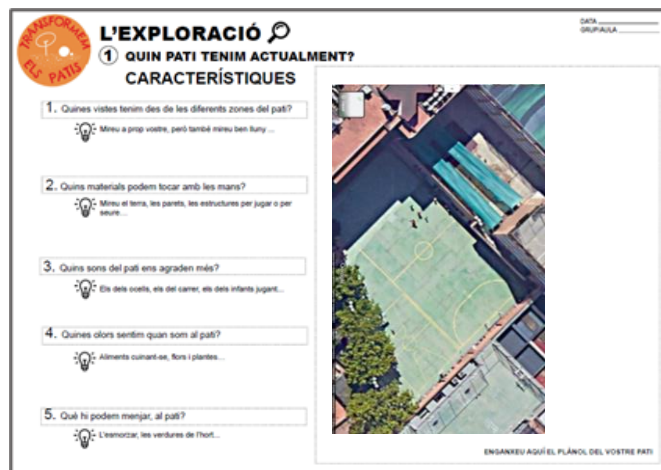 TRANSFORMEM
ELS PATIS
L'EXPLORACIÓ
1 QUIN PATI TENIM ACTUALMENT?
CARACTERÍSTIQUES
DATA
GRUP/AULA
1. Quines vistes tenim des de les diferents zones del pati?
Mireu a prop vostre, però també mireu ben lluny ...
2. Quins materials podem tocar amb les mans?
Mireu el terra, les parets, les estructures per jugar o per
seure...
3. Quins sons del pati ens agraden més?
Els dels ocells, els del carrer, els dels infants jugant...
4. Quines olors sentim quan som al pati?
Aliments cuinant-se, flors i plantes...
5. Què hi podem menjar, al pati?
L'esmorzar, les verdures de l'hort...
ENGANXEU AQUÍ EL PLÀNOL DEL VOSTRE PATI